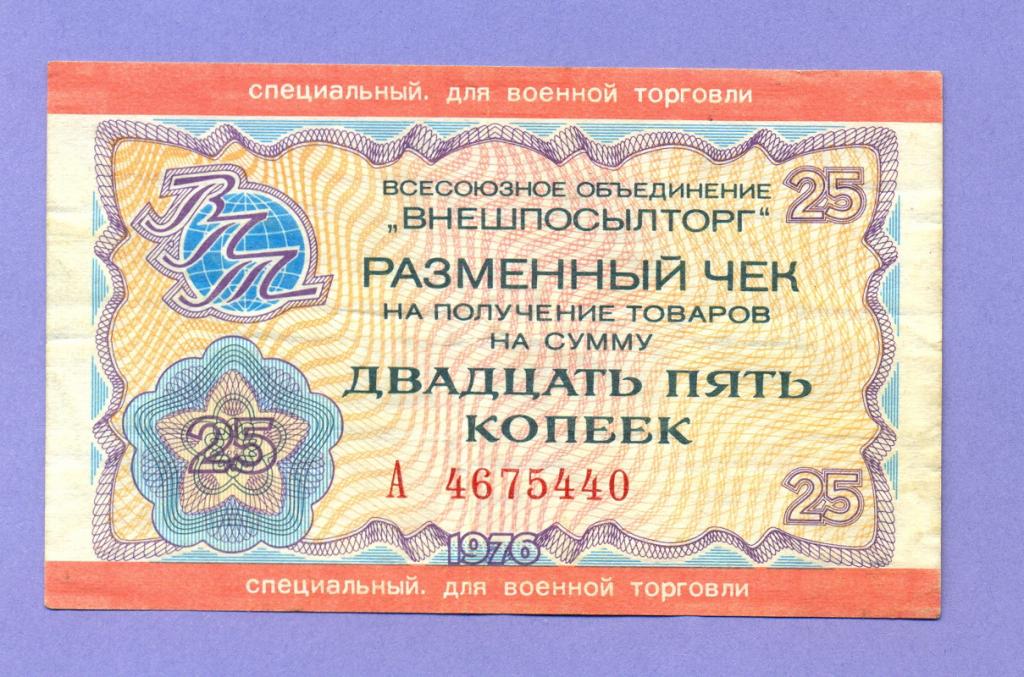 специальный. для военной торговли
ВПТ
ВСЕСОЮЗНОЕ ОБЪЕДИНЕНИЕ
25
„ВНЕШПОСЫЛТОРГ“
РАЗМЕННЫЙ ЧЕК
НА ПОЛУЧЕНИЕ ТОВАРОВ
НА СУММУ
ДВАДЦАТЬ ПЯТЬ
КОПЕЕК
25
А 4675440
25
1976
специальный. для военной торговли